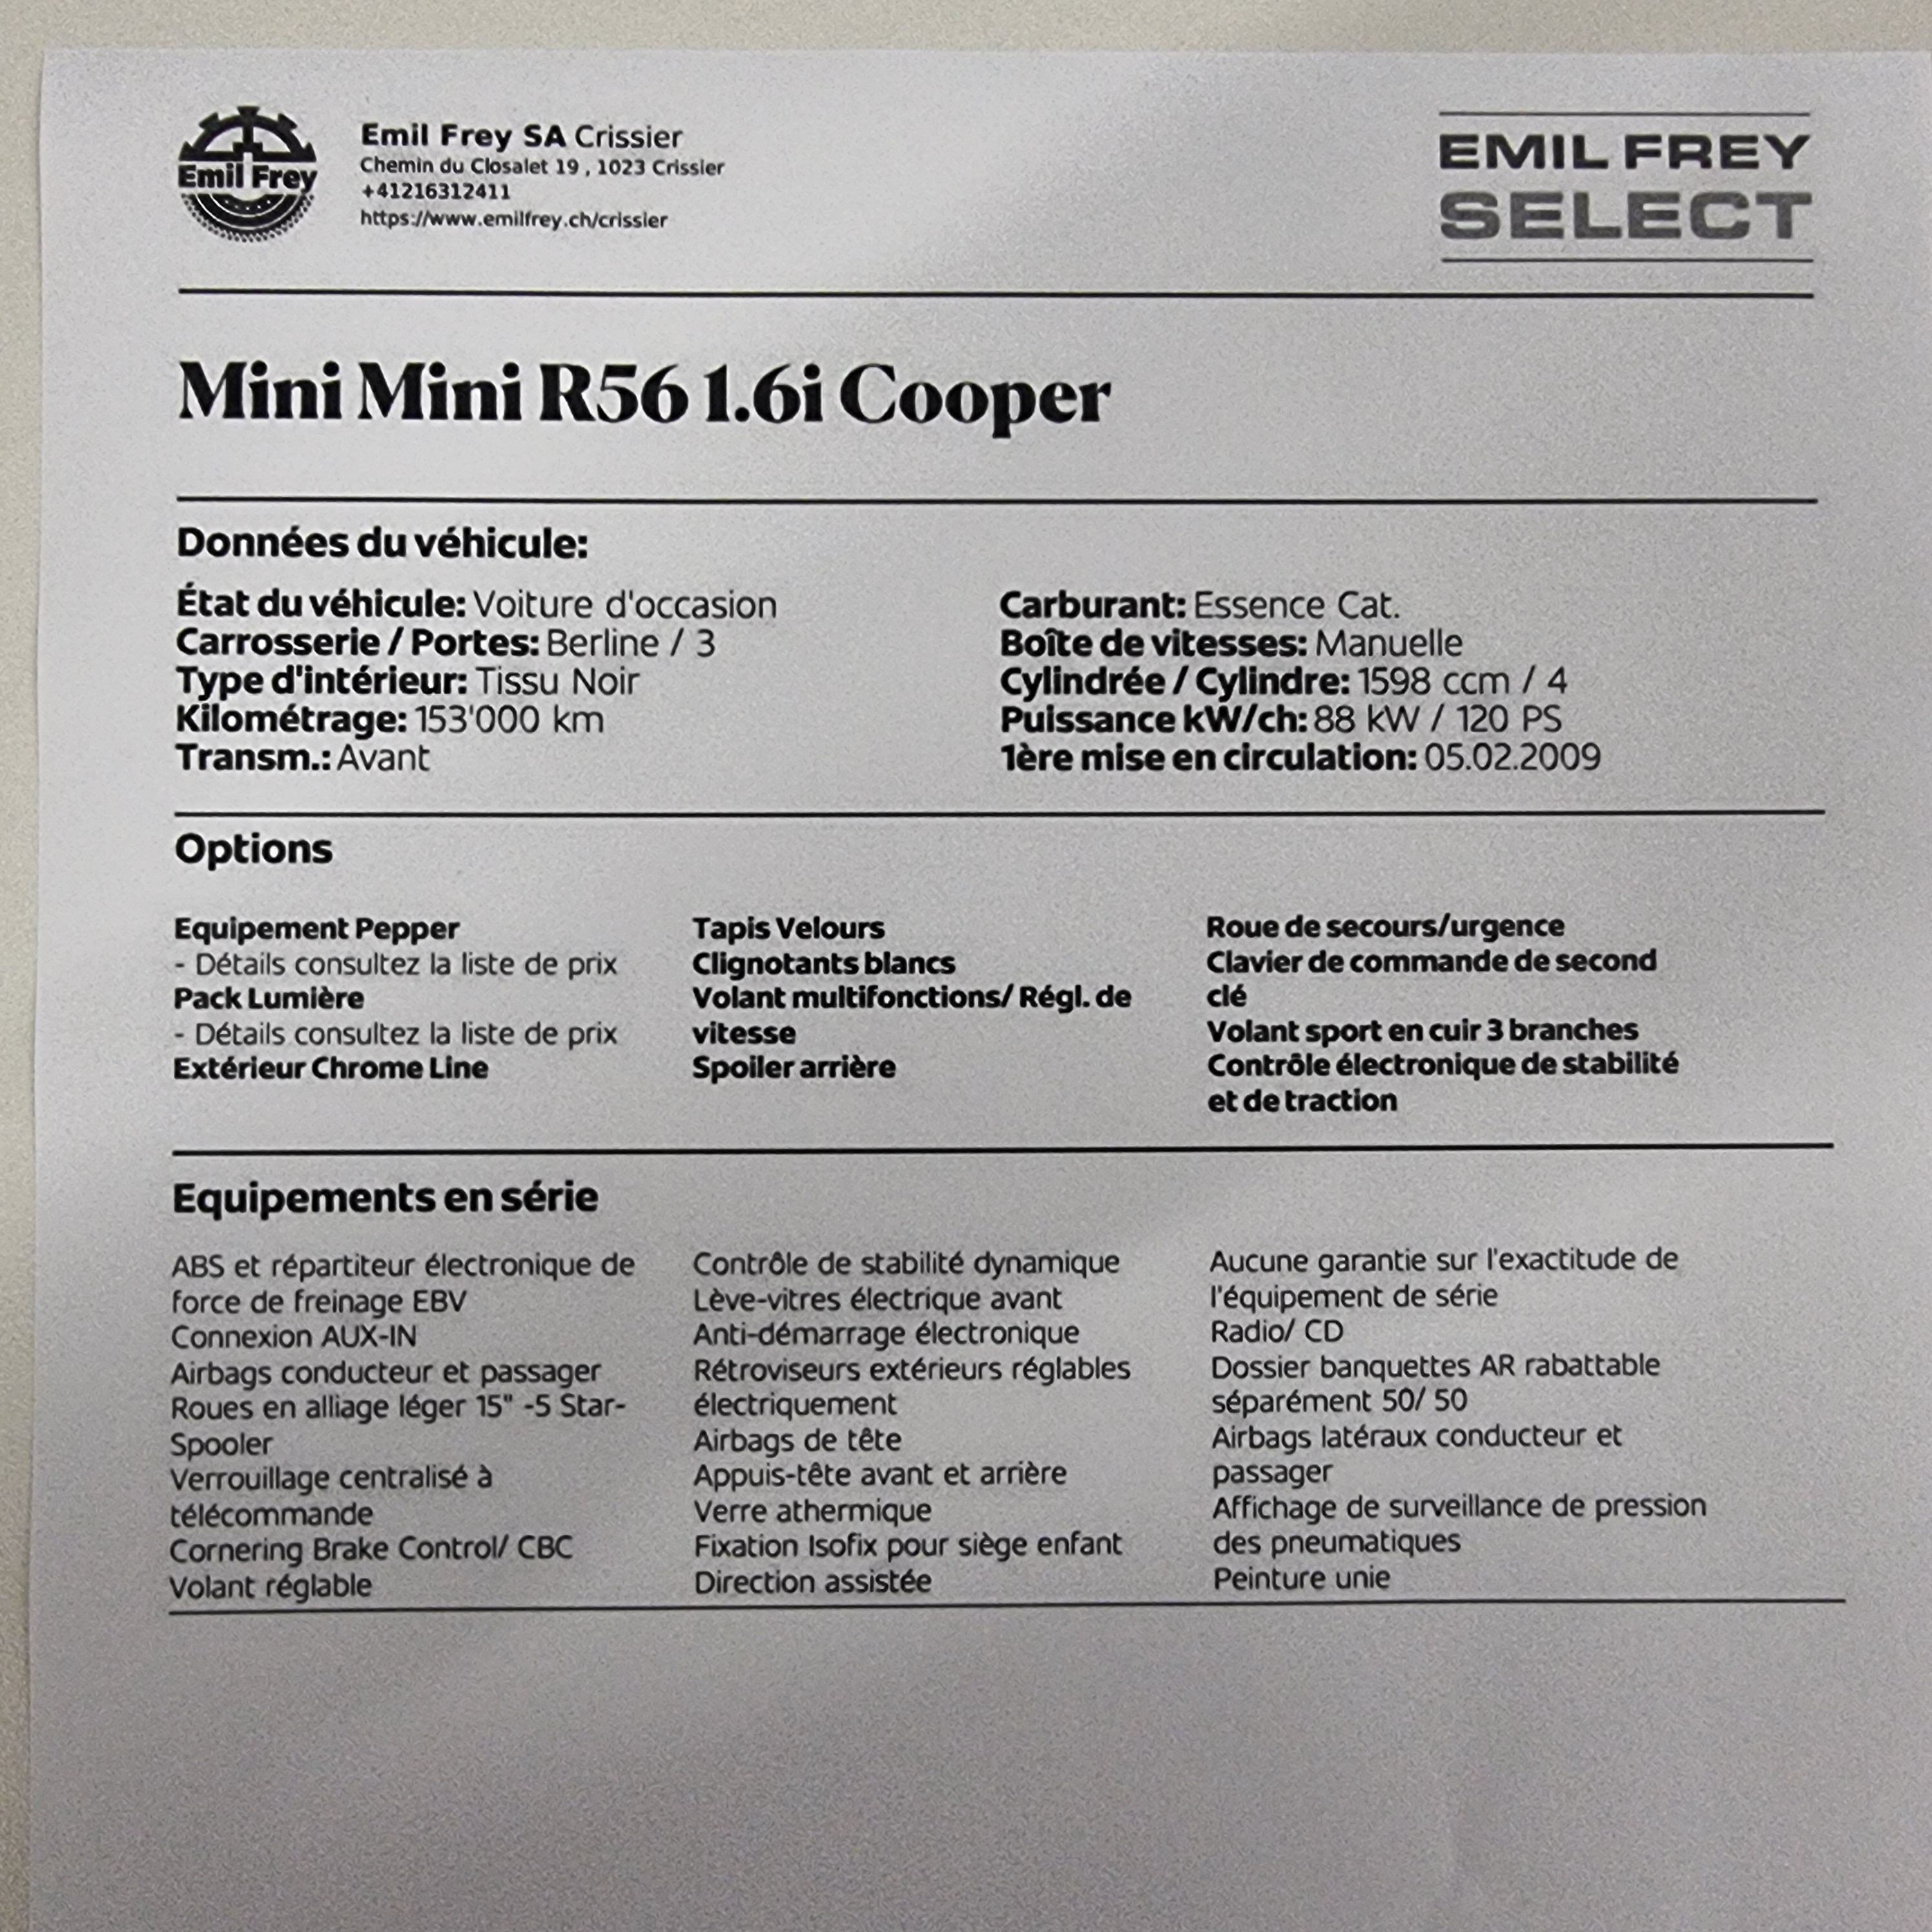 Emil Frey
Emil Frey SA Crissier
Chemin du Closalet 19 , 1023 Crissier
+41216312411
https://www.emilfrey.ch/crissier
EMIL FREY
SELECT
Mini Mini R56 1.6i Cooper
Données du véhicule:
État du véhicule: Voiture d'occasion
Carrosserie / Portes: Berline / 3
Type d'intérieur: Tissu Noir
Kilométrage: 153'000 km
Transm.: Avant
Carburant: Essence Cat.
Boîte de vitesses: Manuelle
Cylindrée / Cylindre: 1598 ccm / 4
Puissance kW/ch: 88 kW / 120 PS
1ère mise en circulation: 05.02.2009
Options
Equipement Pepper
- Détails consultez la liste de prix
Pack Lumière
- Détails consultez la liste de prix
Extérieur Chrome Line
Tapis Velours
Clignotants blancs
Volant multifonctions/ Régl. de
vitesse
Spoiler arrière
Roue de secours/urgence
Clavier de commande de second
clé
Volant sport en cuir 3 branches
Contrôle électronique de stabilité
et de traction
Equipements en série
ABS et répartiteur électronique de
force de freinage EBV
Connexion AUX-IN
Airbags conducteur et passager
Roues en alliage léger 15" -5 Star-
Spooler
Verrouillage centralisé à
télécommande
Cornering Brake Control/ CBC
Volant réglable
Contrôle de stabilité dynamique
Lève-vitres électrique avant
Anti-démarrage électronique
Rétroviseurs extérieurs réglables
électriquement
Airbags de tête
Appuis-tête avant et arrière
Verre athermique
Fixation Isofix pour siège enfant
Direction assistée
Aucune garantie sur l'exactitude de
l'équipement de série
Radio/ CD
Dossier banquettes AR rabattable
séparément 50/ 50
Airbags latéraux conducteur et
passager
Affichage de surveillance de pression
des pneumatiques
Peinture unie